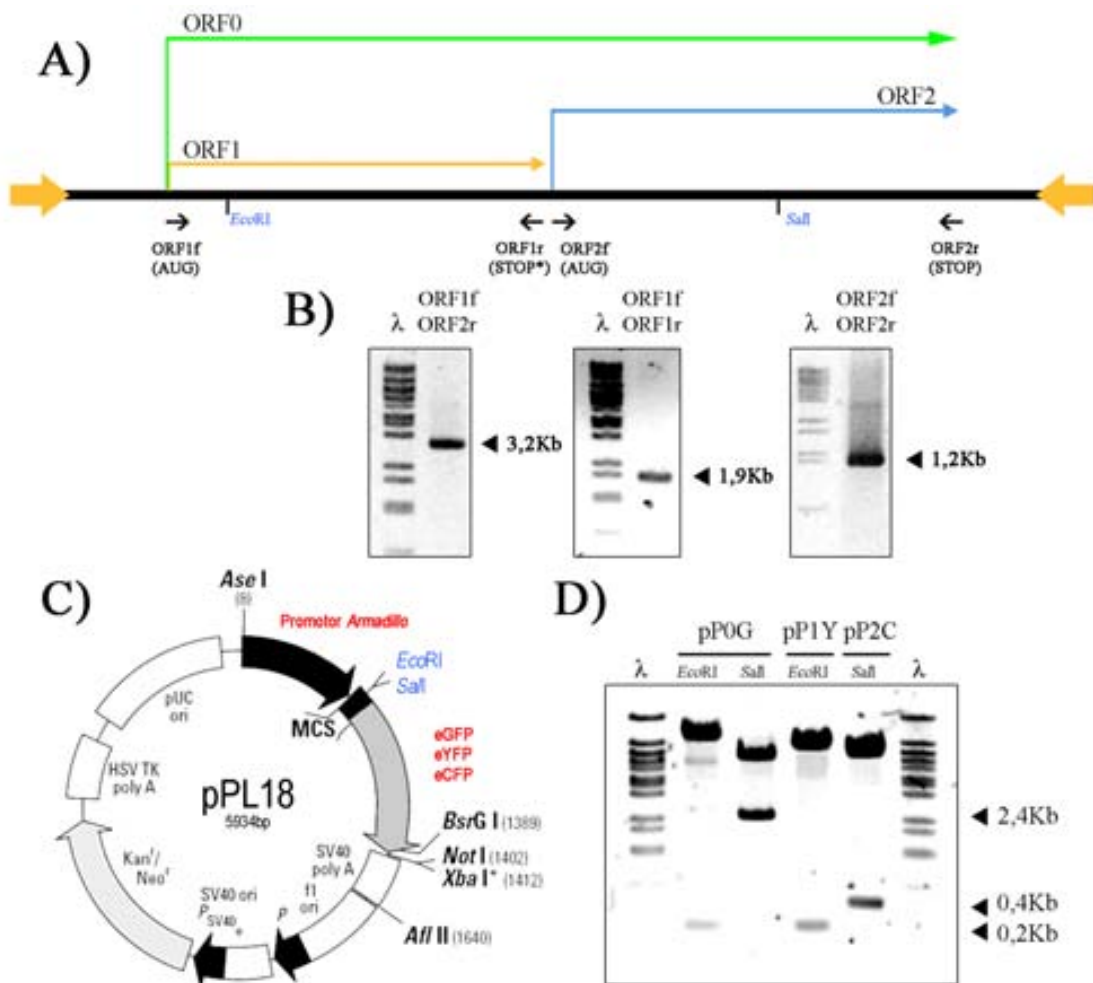 A)
ORF0
ORF2
ORF1
EcoRI
SalI
ORF1f
(AUG)
ORF1r
(STOP*)
ORF2f
(AUG)
ORF2r
(STOP)
B)
ORF1f
λ ORF2r
3,2Kb
ORF1f
λ ORF1r
1,9Kb
ORF2f
λ ORF2r
1,2Kb
C)
Ase I
(8)
Promotor Armadillo
EcoRI
SalI
MCS
eGFP
eYFP
eCFP
pUC
ori
HSV TK
poly A
pPL18
5934bp
BsrG I (1389)
Not I (1402)
Xba I* (1412)
SV40
poly A
f1
ori
Afl II (1640)
Kanʳ/
Neoʳ
SV40 ori
P SV40
P
D)
pP0G pP1Y pP2C
λ EcoRI SalI EcoRI SalI λ
2,4Kb
0,4Kb
0,2Kb